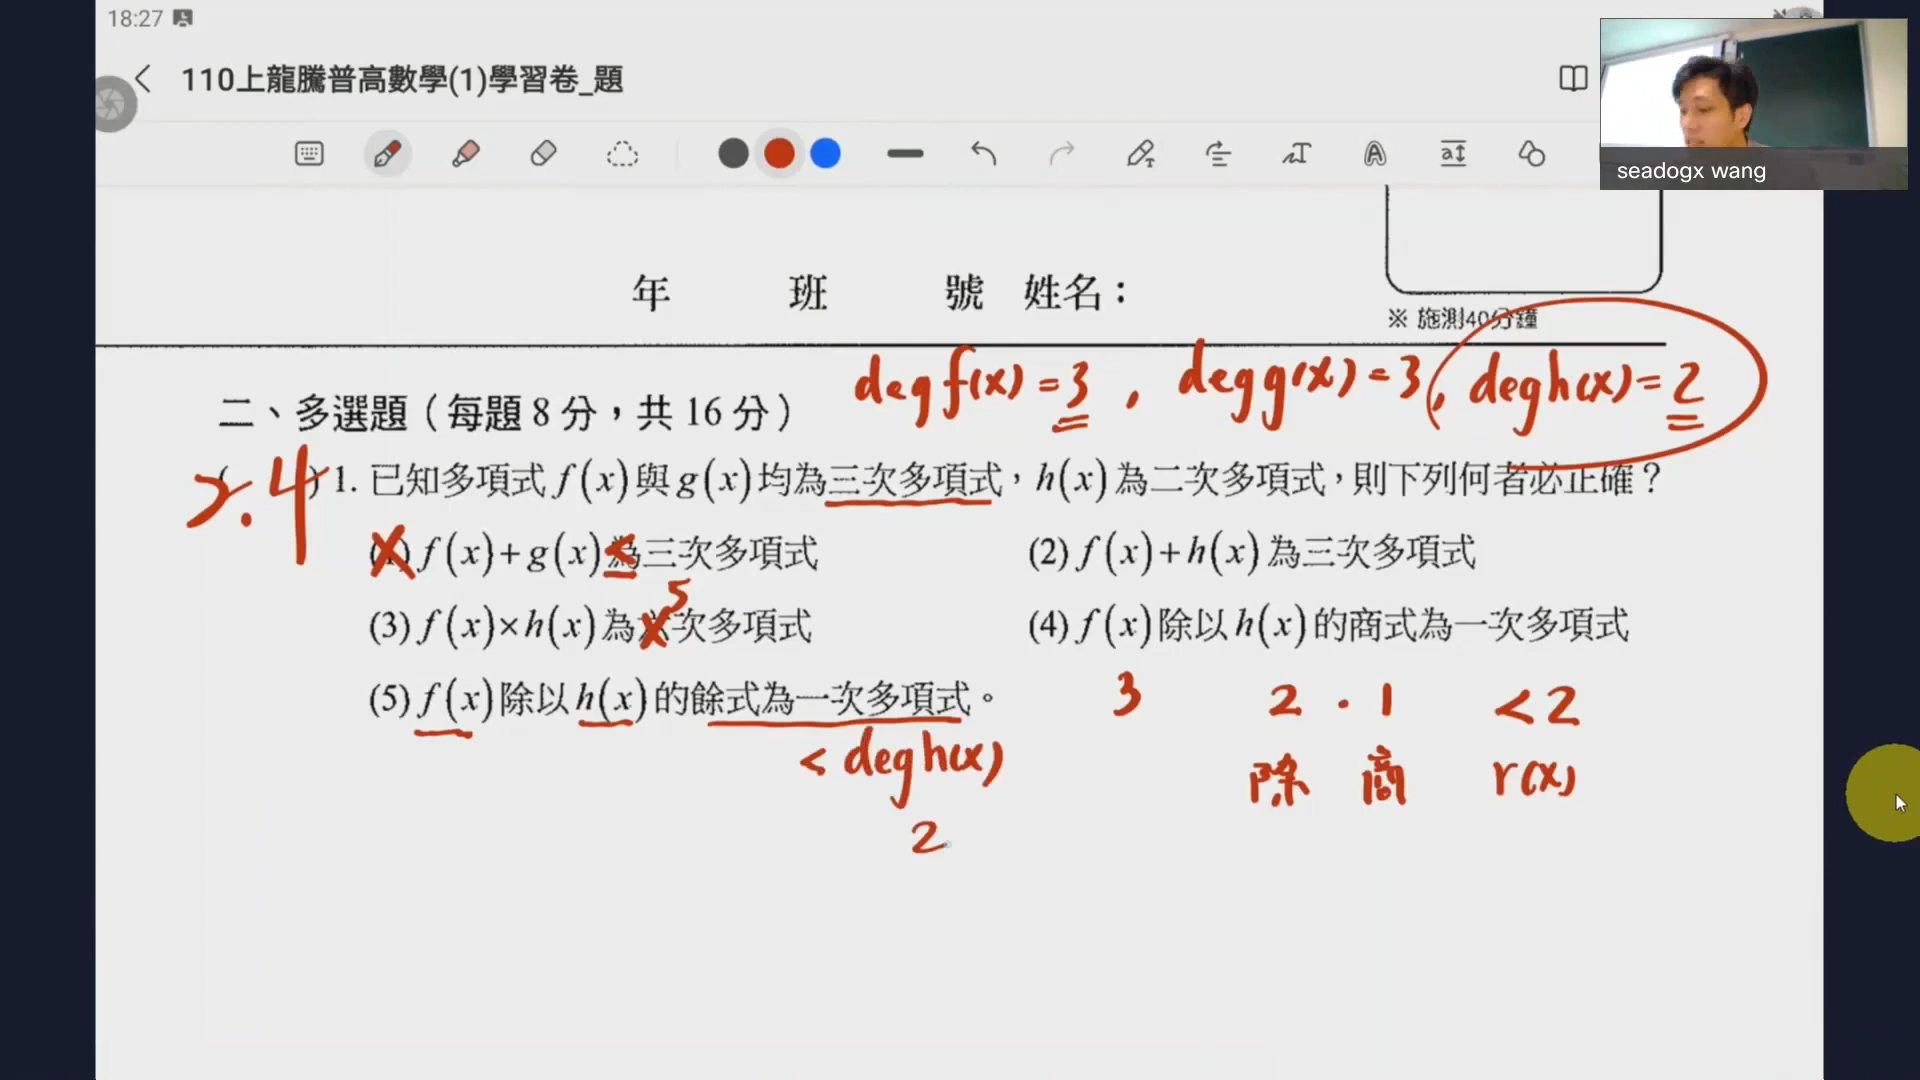 18:27
110上龍騰普高數學(1)學習卷_題
seadogx wang
年 班 號 姓名：
※ 施測40分鐘
deg f(x) = 3 , deg g(x) = 3 , deg h(x) = 2
二、多選題（每題 8 分，共 16 分）
2.4
( ) 1. 已知多項式 f(x) 與 g(x) 均為三次多項式，h(x) 為二次多項式，則下列何者必正確？
(1) f(x)+g(x) 為三次多項式
≤
(2) f(x)+h(x) 為三次多項式
5
(3) f(x)×h(x) 為六次多項式
(4) f(x) 除以 h(x) 的商式為一次多項式
(5) f(x) 除以 h(x) 的餘式為一次多項式。
3 2 · 1 <2
< deg h(x)
除 商 r(x)
2